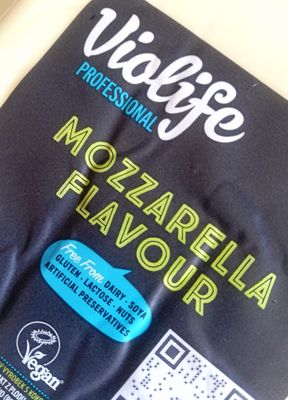 Violife
PROFESSIONAL
MOZZARELLA
FLAVOUR
Free From DAIRY · SOYA
GLUTEN · LACTOSE · NUTS
ARTIFICIAL PRESERVATIVES
Vegan